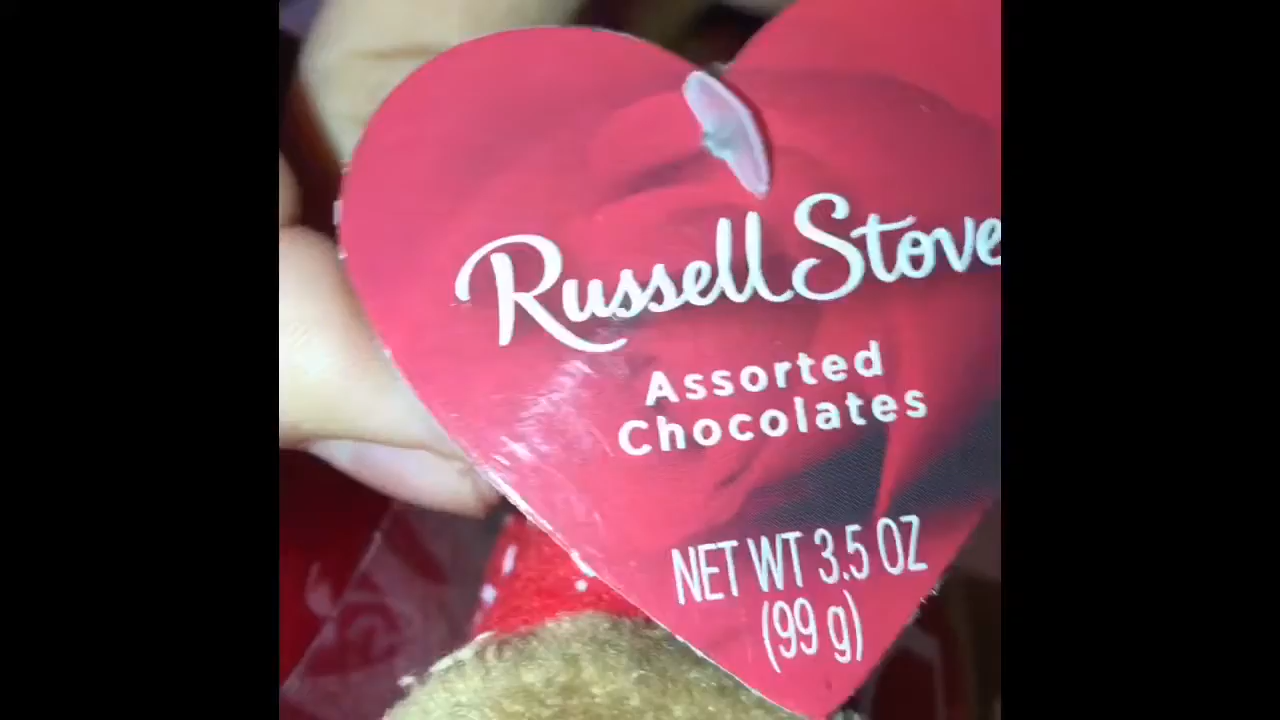 Russell Stove
Assorted
Chocolates
NET WT 3.5 OZ
(99 g)